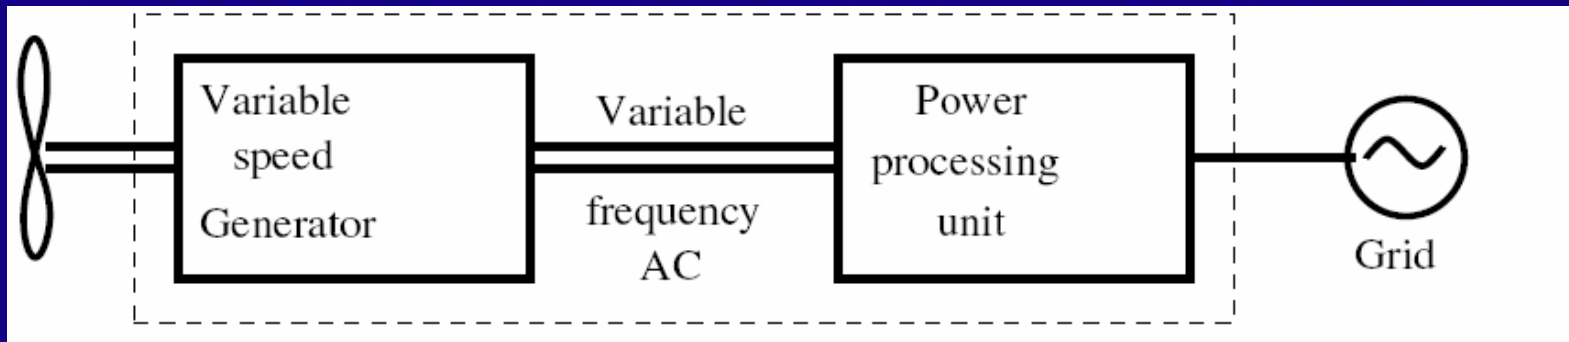 Variable
speed
Generator
Variable
frequency
AC
Power
processing
unit
Grid